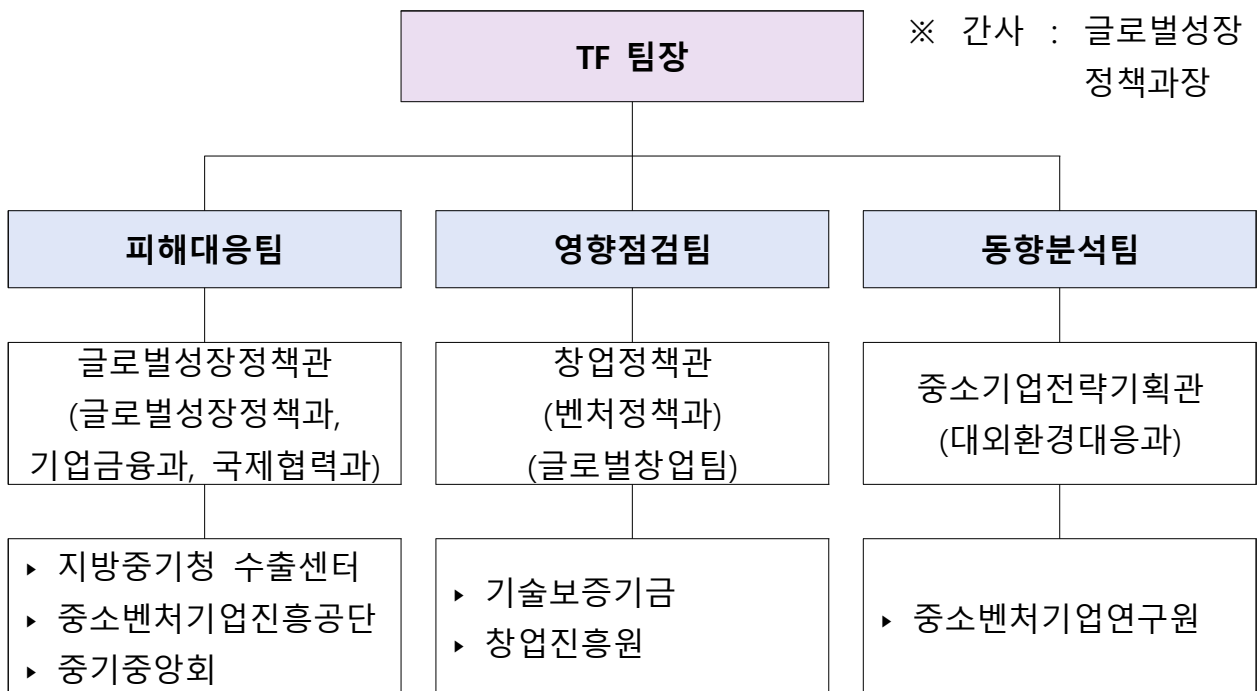 TF 팀장
※ 간사 : 글로벌성장
정책과장
피해대응팀
영향점검팀
동향분석팀
글로벌성장정책관
(글로벌성장정책과,
기업금융과, 국제협력과)
창업정책관
(벤처정책과)
(글로벌창업팀)
중소기업전략기획관
(대외환경대응과)
▸ 지방중기청 수출센터
▸ 중소벤처기업진흥공단
▸ 중기중앙회
▸ 기술보증기금
▸ 창업진흥원
▸ 중소벤처기업연구원